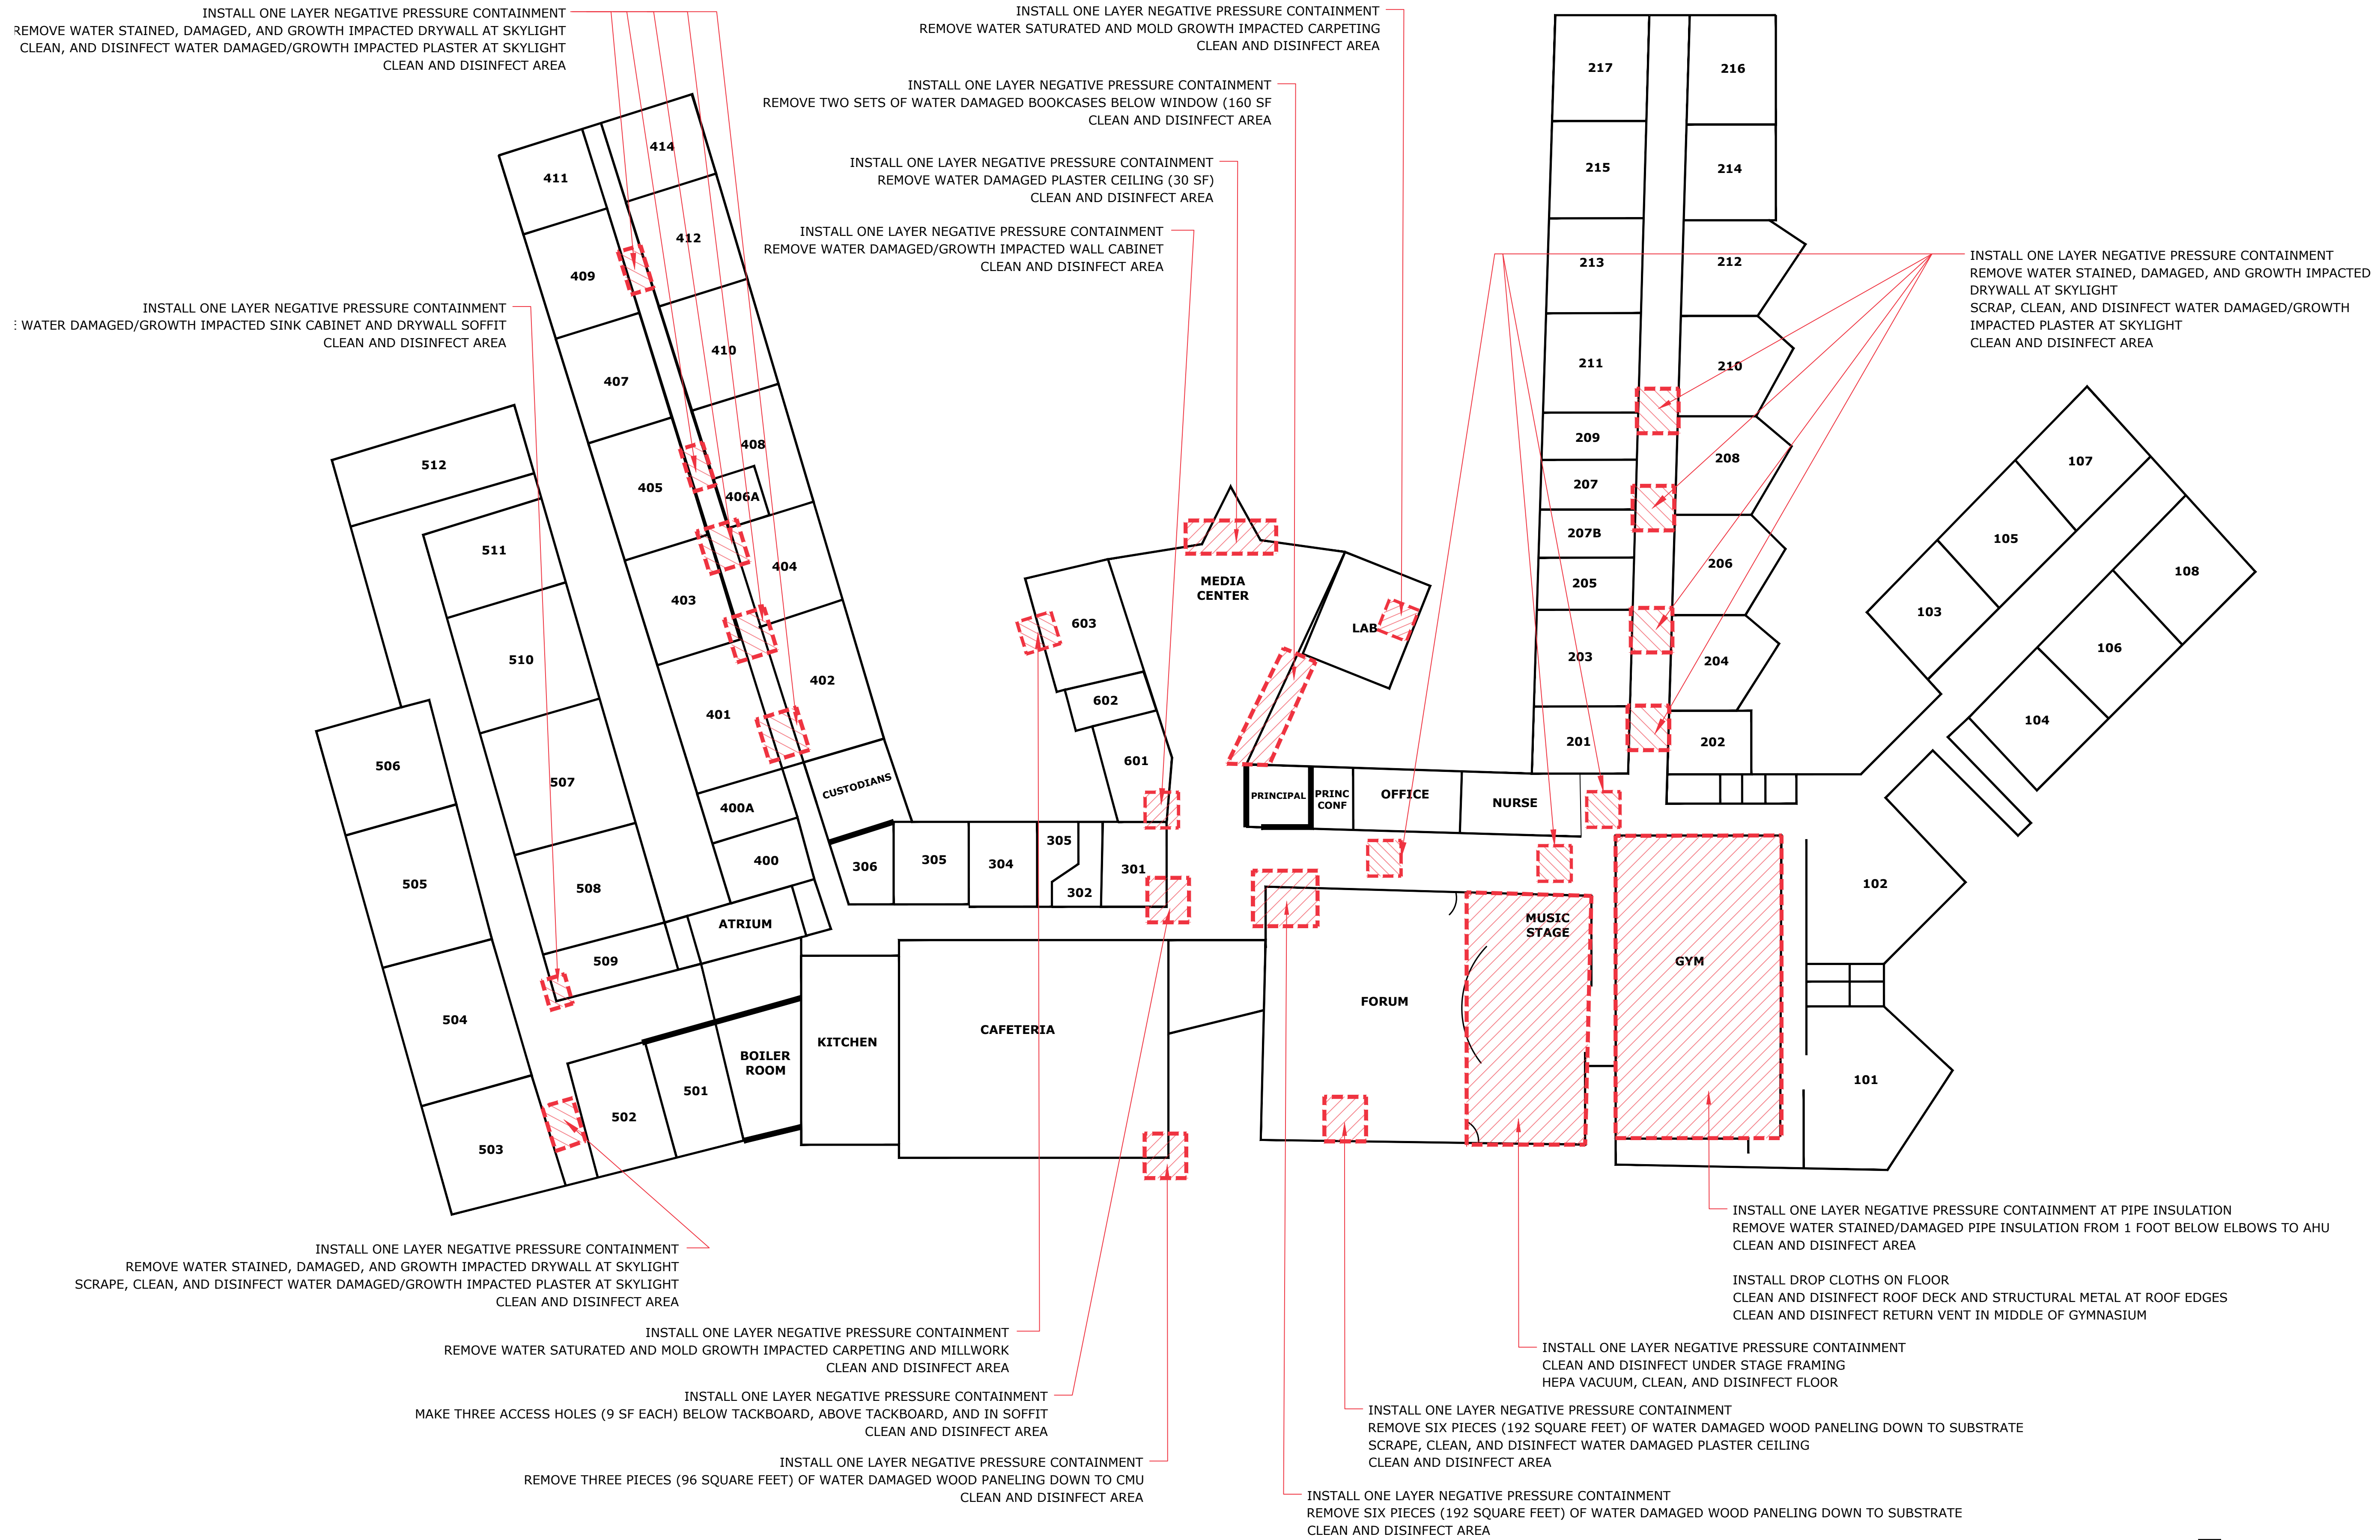 INSTALL ONE LAYER NEGATIVE PRESSURE CONTAINMENT
REMOVE WATER STAINED, DAMAGED, AND GROWTH IMPACTED DRYWALL AT SKYLIGHT
CLEAN, AND DISINFECT WATER DAMAGED/GROWTH IMPACTED PLASTER AT SKYLIGHT
CLEAN AND DISINFECT AREA
INSTALL ONE LAYER NEGATIVE PRESSURE CONTAINMENT
REMOVE WATER SATURATED AND MOLD GROWTH IMPACTED CARPETING
CLEAN AND DISINFECT AREA
INSTALL ONE LAYER NEGATIVE PRESSURE CONTAINMENT
REMOVE TWO SETS OF WATER DAMAGED BOOKCASES BELOW WINDOW (160 SF
CLEAN AND DISINFECT AREA
INSTALL ONE LAYER NEGATIVE PRESSURE CONTAINMENT
REMOVE WATER DAMAGED PLASTER CEILING (30 SF)
CLEAN AND DISINFECT AREA
INSTALL ONE LAYER NEGATIVE PRESSURE CONTAINMENT
REMOVE WATER DAMAGED/GROWTH IMPACTED WALL CABINET
CLEAN AND DISINFECT AREA
INSTALL ONE LAYER NEGATIVE PRESSURE CONTAINMENT
REMOVE WATER STAINED, DAMAGED, AND GROWTH IMPACTED
DRYWALL AT SKYLIGHT
SCRAP, CLEAN, AND DISINFECT WATER DAMAGED/GROWTH
IMPACTED PLASTER AT SKYLIGHT
CLEAN AND DISINFECT AREA
INSTALL ONE LAYER NEGATIVE PRESSURE CONTAINMENT
WATER DAMAGED/GROWTH IMPACTED SINK CABINET AND DRYWALL SOFFIT
CLEAN AND DISINFECT AREA
414
411
412
409
410
407
408
405
406A
404
403
402
401
CUSTODIANS
400A
400
512
511
510
507
508
509
506
505
504
503
502
501
ATRIUM
BOILER
ROOM
KITCHEN
CAFETERIA
306
305
304
305
302
301
603
602
601
MEDIA
CENTER
LAB
PRINCIPAL
PRINC
CONF
OFFICE
NURSE
217
216
215
214
213
212
211
210
209
208
207
207B
206
205
203
204
201
202
107
105
103
108
106
104
102
101
GYM
MUSIC
STAGE
FORUM
INSTALL ONE LAYER NEGATIVE PRESSURE CONTAINMENT
REMOVE WATER STAINED, DAMAGED, AND GROWTH IMPACTED DRYWALL AT SKYLIGHT
SCRAPE, CLEAN, AND DISINFECT WATER DAMAGED/GROWTH IMPACTED PLASTER AT SKYLIGHT
CLEAN AND DISINFECT AREA
INSTALL ONE LAYER NEGATIVE PRESSURE CONTAINMENT
REMOVE WATER SATURATED AND MOLD GROWTH IMPACTED CARPETING AND MILLWORK
CLEAN AND DISINFECT AREA
INSTALL ONE LAYER NEGATIVE PRESSURE CONTAINMENT
MAKE THREE ACCESS HOLES (9 SF EACH) BELOW TACKBOARD, ABOVE TACKBOARD, AND IN SOFFIT
CLEAN AND DISINFECT AREA
INSTALL ONE LAYER NEGATIVE PRESSURE CONTAINMENT
REMOVE THREE PIECES (96 SQUARE FEET) OF WATER DAMAGED WOOD PANELING DOWN TO CMU
CLEAN AND DISINFECT AREA
INSTALL ONE LAYER NEGATIVE PRESSURE CONTAINMENT AT PIPE INSULATION
REMOVE WATER STAINED/DAMAGED PIPE INSULATION FROM 1 FOOT BELOW ELBOWS TO AHU
CLEAN AND DISINFECT AREA
INSTALL DROP CLOTHS ON FLOOR
CLEAN AND DISINFECT ROOF DECK AND STRUCTURAL METAL AT ROOF EDGES
CLEAN AND DISINFECT RETURN VENT IN MIDDLE OF GYMNASIUM
INSTALL ONE LAYER NEGATIVE PRESSURE CONTAINMENT
CLEAN AND DISINFECT UNDER STAGE FRAMING
HEPA VACUUM, CLEAN, AND DISINFECT FLOOR
INSTALL ONE LAYER NEGATIVE PRESSURE CONTAINMENT
REMOVE SIX PIECES (192 SQUARE FEET) OF WATER DAMAGED WOOD PANELING DOWN TO SUBSTRATE
SCRAPE, CLEAN, AND DISINFECT WATER DAMAGED PLASTER CEILING
CLEAN AND DISINFECT AREA
INSTALL ONE LAYER NEGATIVE PRESSURE CONTAINMENT
REMOVE SIX PIECES (192 SQUARE FEET) OF WATER DAMAGED WOOD PANELING DOWN TO SUBSTRATE
CLEAN AND DISINFECT AREA